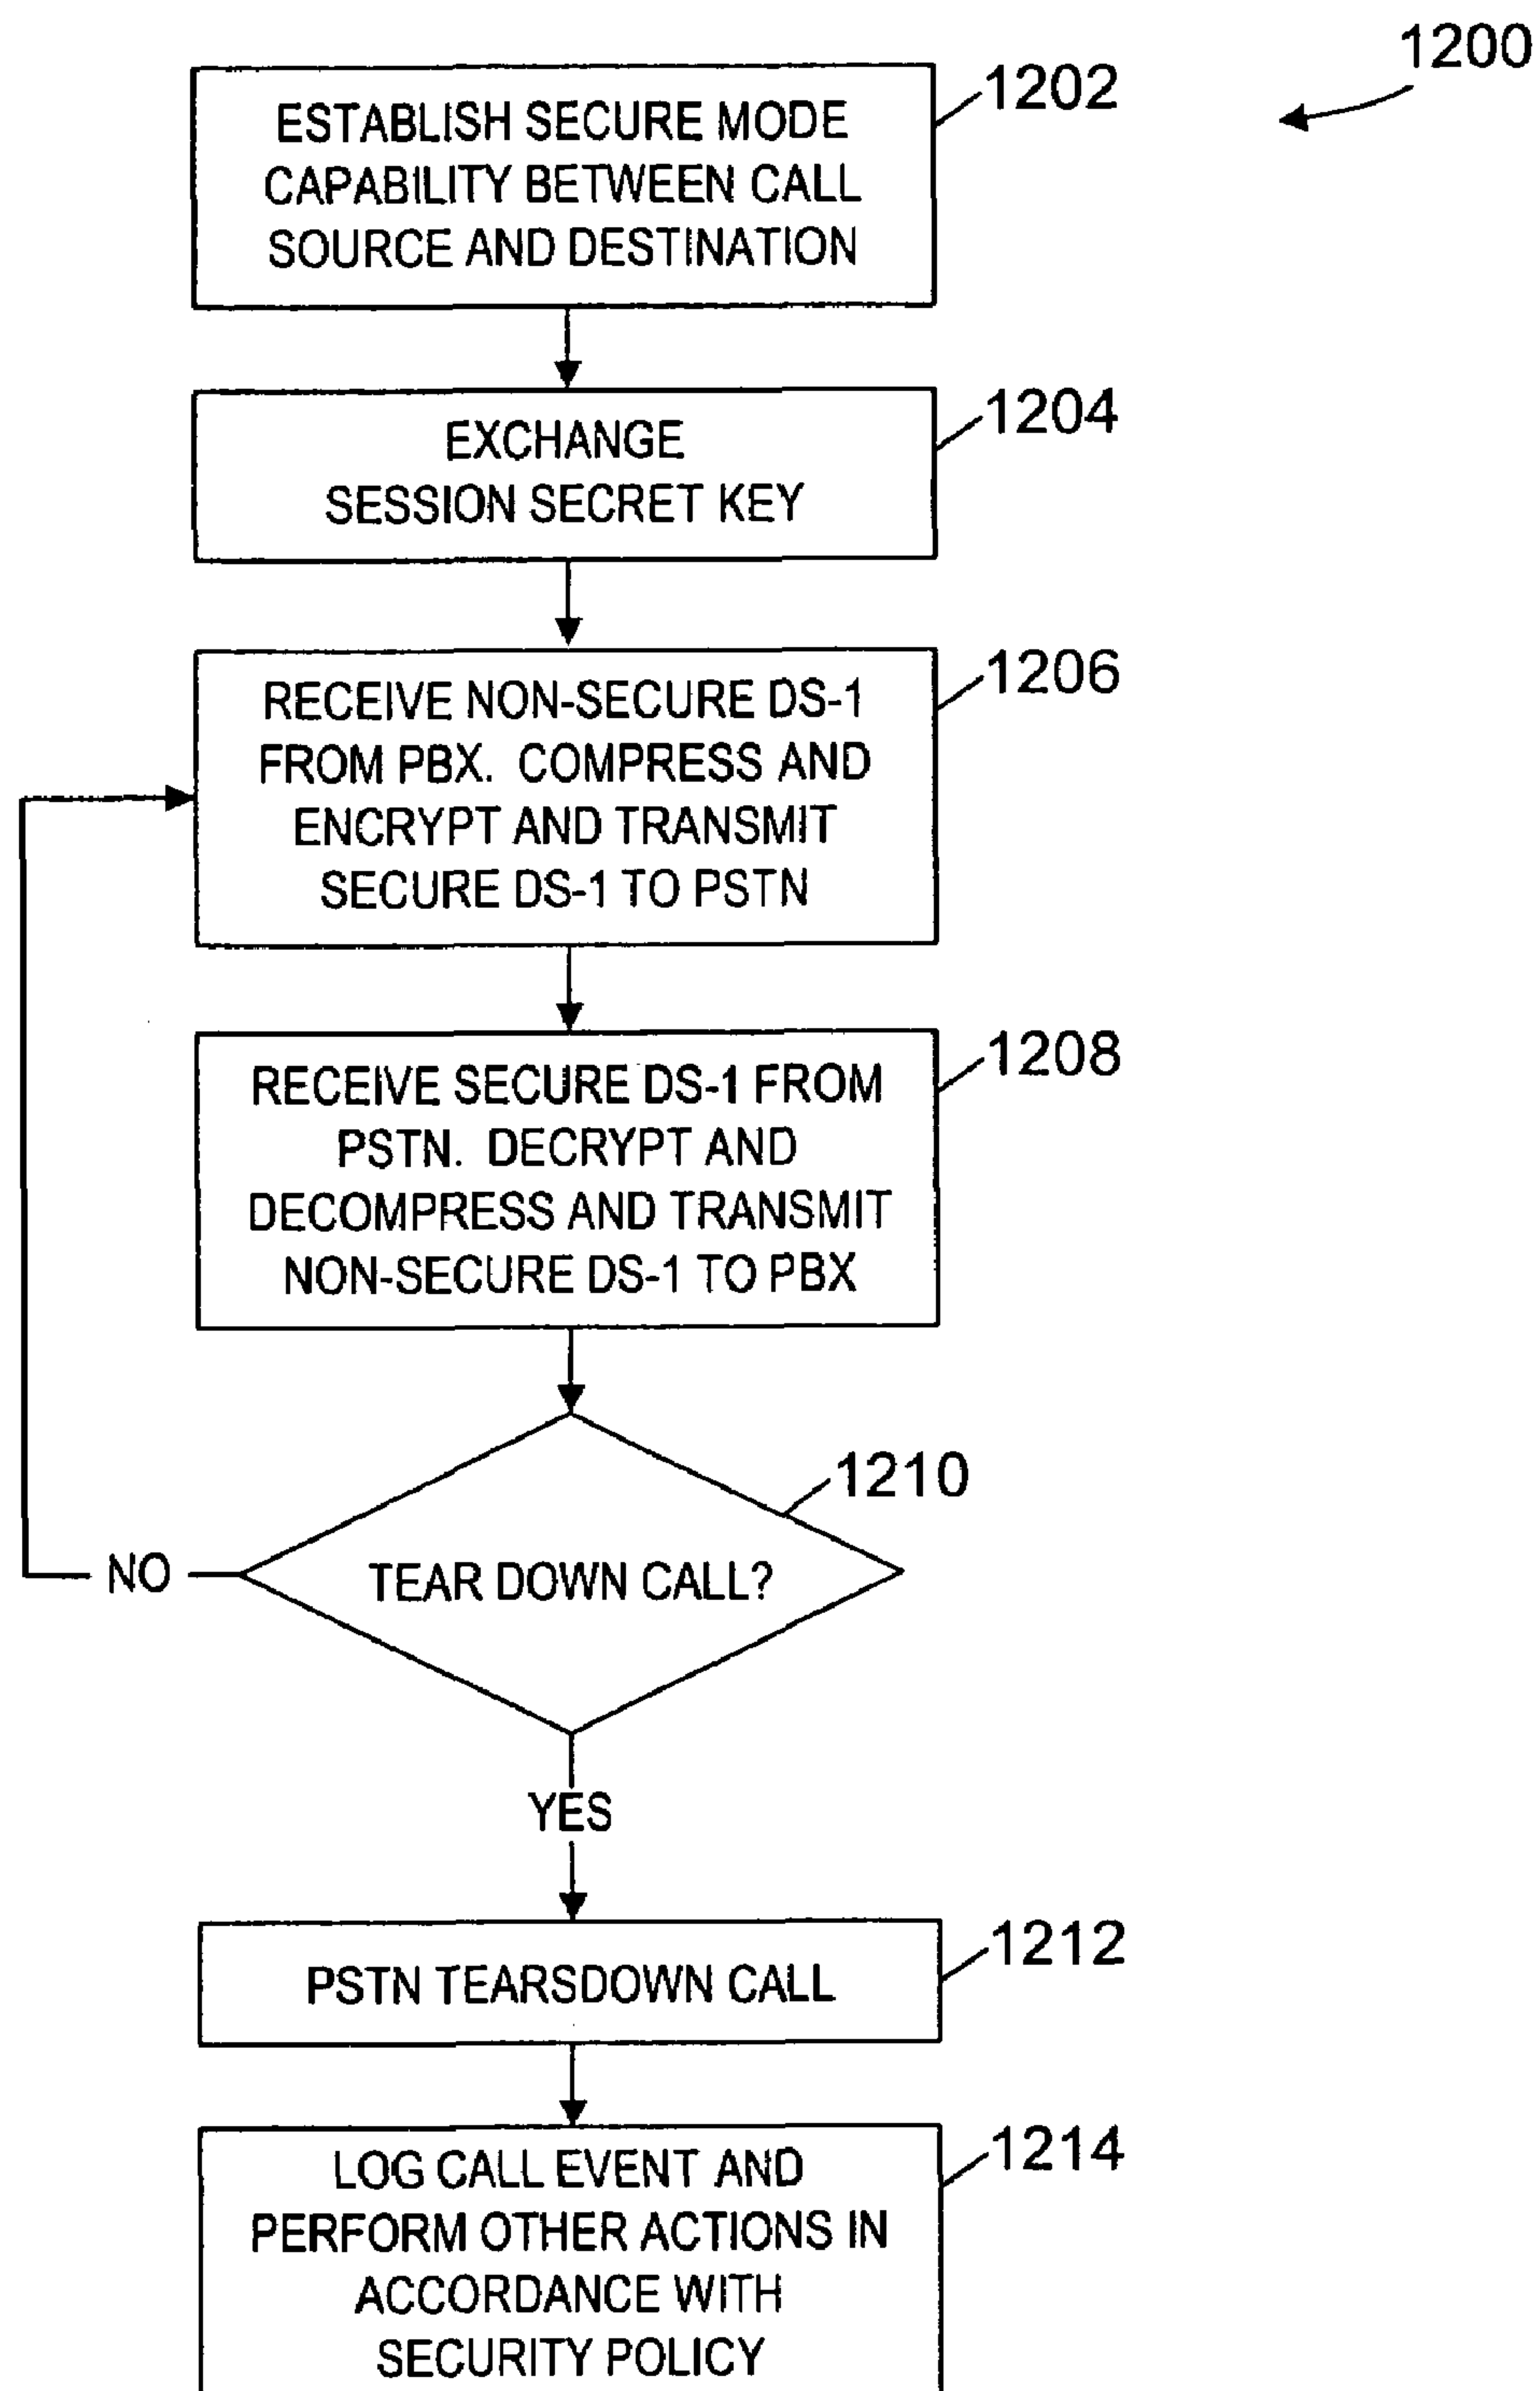 1200
1202
ESTABLISH SECURE MODE
CAPABILITY BETWEEN CALL
SOURCE AND DESTINATION
1204
EXCHANGE
SESSION SECRET KEY
1206
RECEIVE NON-SECURE DS-1
FROM PBX. COMPRESS AND
ENCRYPT AND TRANSMIT
SECURE DS-1 TO PSTN
1208
RECEIVE SECURE DS-1 FROM
PSTN. DECRYPT AND
DECOMPRESS AND TRANSMIT
NON-SECURE DS-1 TO PBX
1210
TEAR DOWN CALL?
NO
YES
1212
PSTN TEARSDOWN CALL
1214
LOG CALL EVENT AND
PERFORM OTHER ACTIONS IN
ACCORDANCE WITH
SECURITY POLICY